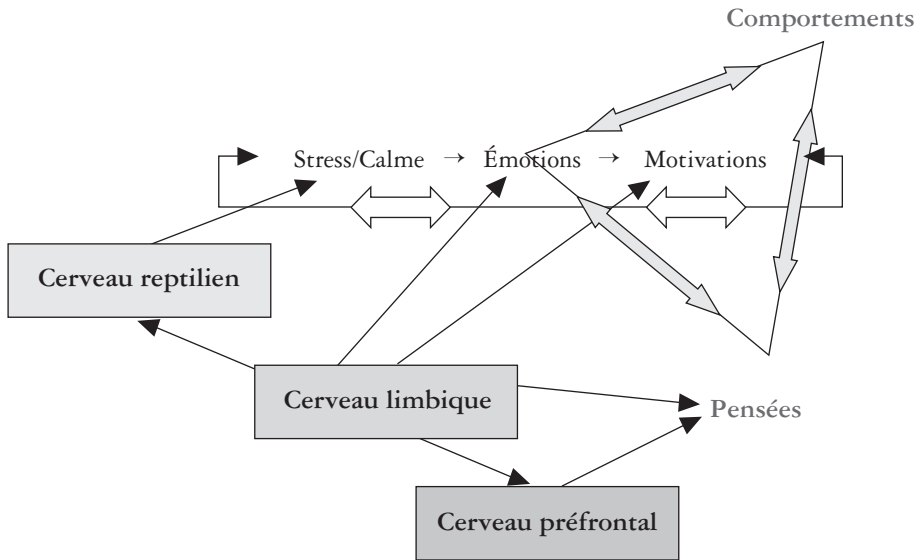 Comportements
Stress/Calme → Émotions → Motivations
Cerveau reptilien
Cerveau limbique
Pensées
Cerveau préfrontal